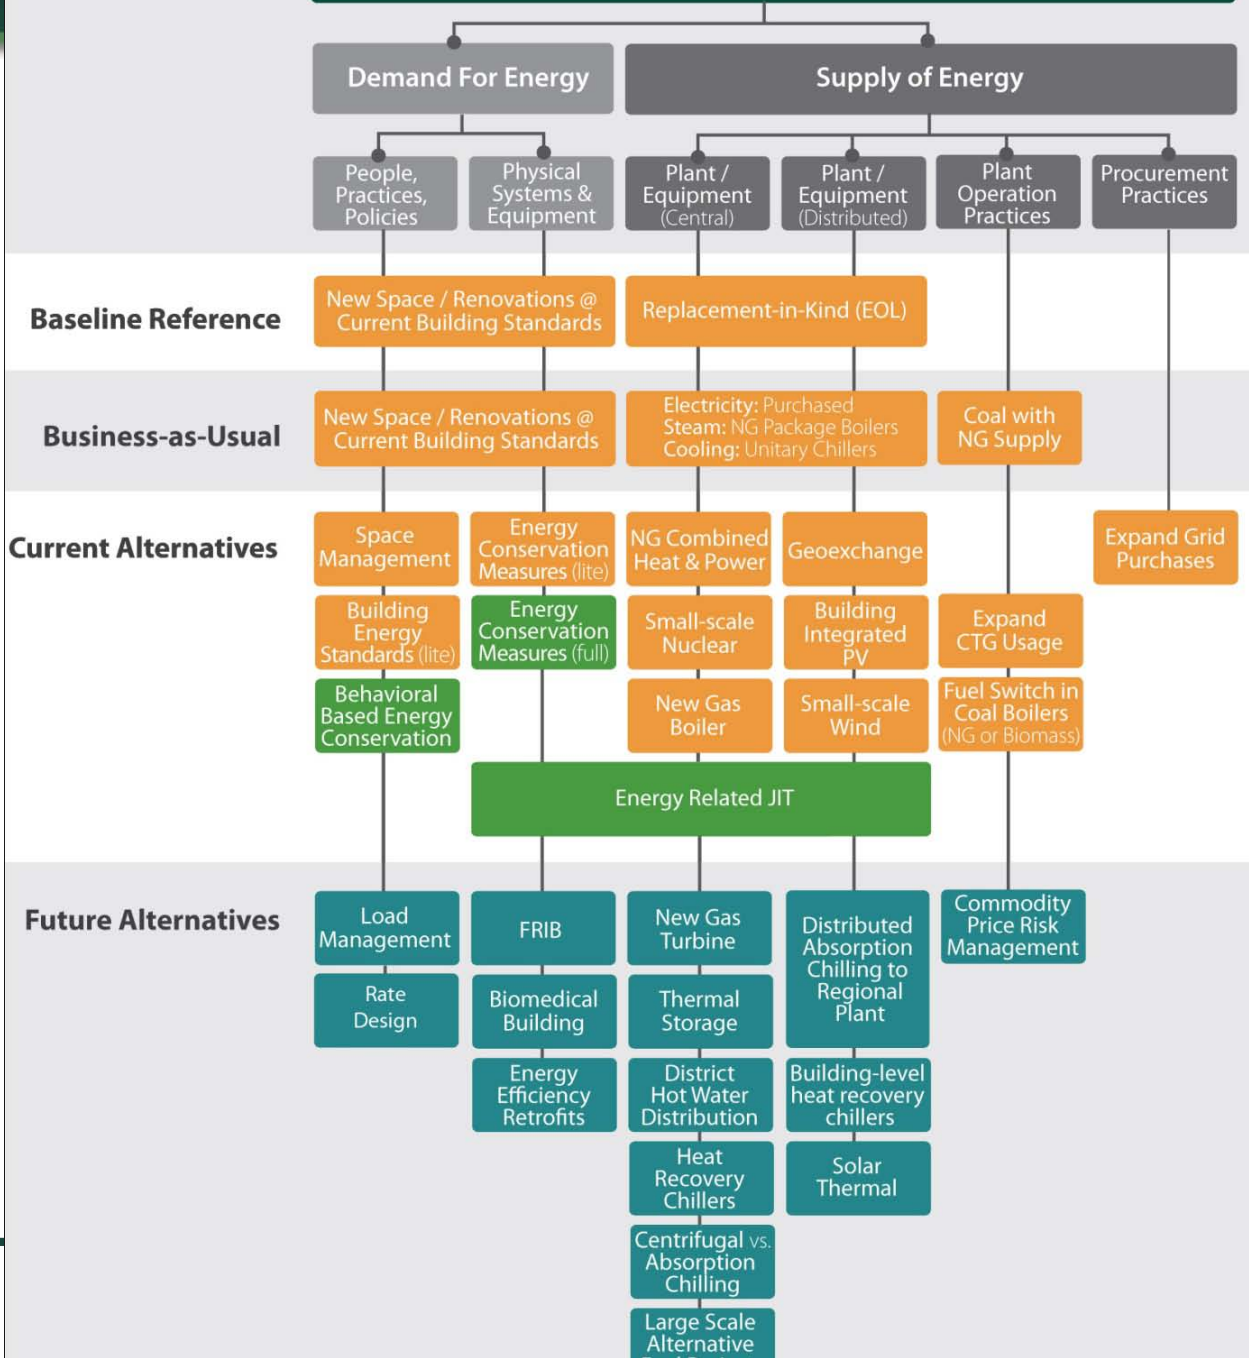 Demand For Energy
Supply of Energy
People,
Practices,
Policies
Physical
Systems &
Equipment
Plant /
Equipment
(Central)
Plant /
Equipment
(Distributed)
Plant
Operation
Practices
Procurement
Practices
Baseline Reference
New Space / Renovations @
Current Building Standards
Replacement-in-Kind (EOL)
Business-as-Usual
New Space / Renovations @
Current Building Standards
Electricity: Purchased
Steam: NG Package Boilers
Cooling: Unitary Chillers
Coal with
NG Supply
Current Alternatives
Space
Management
Energy
Conservation
Measures (lite)
NG Combined
Heat & Power
Geoexchange
Expand Grid
Purchases
Building
Energy
Standards (lite)
Energy
Conservation
Measures (full)
Small-scale
Nuclear
Building
Integrated
PV
Expand
CTG Usage
Behavioral
Based Energy
Conservation
New Gas
Boiler
Small-scale
Wind
Fuel Switch in
Coal Boilers
(NG or Biomass)
Energy Related JIT
Future Alternatives
Load
Management
FRIB
New Gas
Turbine
Distributed
Absorption
Chilling to
Regional
Plant
Commodity
Price Risk
Management
Rate
Design
Biomedical
Building
Thermal
Storage
Energy
Efficiency
Retrofits
District
Hot Water
Distribution
Building-level
heat recovery
chillers
Heat
Recovery
Chillers
Solar
Thermal
Centrifugal vs.
Absorption
Chilling
Large Scale
Alternative